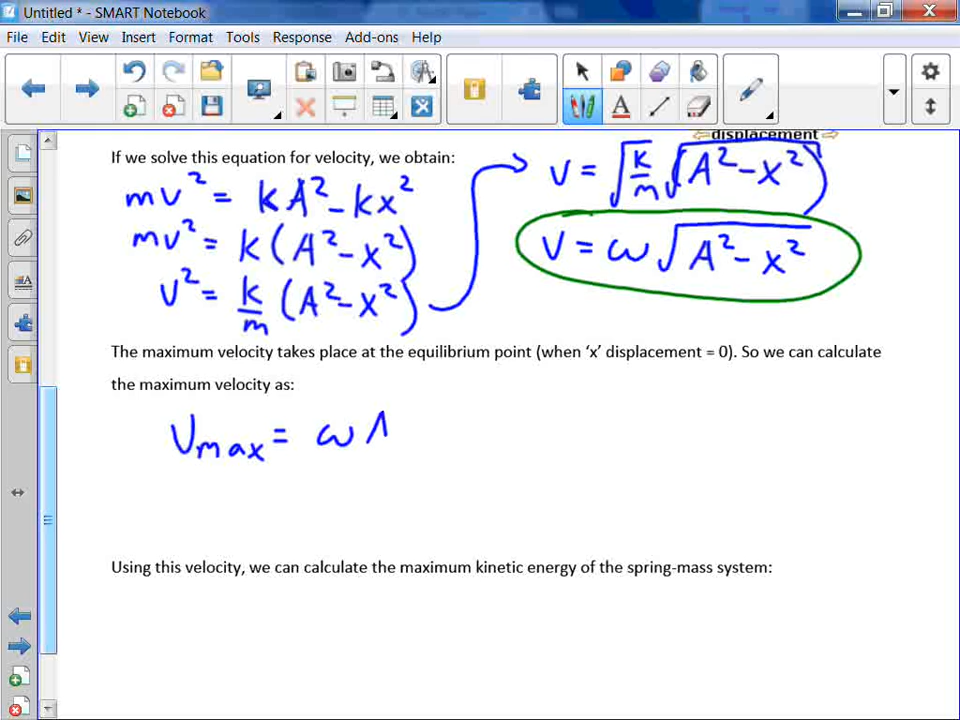 Untitled * - SMART Notebook
File Edit View Insert Format Tools Response Add-ons Help
displacement
If we solve this equation for velocity, we obtain:
mv² = kA² - kx²
mv² = k(A² - x²)
v² = k/m (A² - x²)
v = √(k/m) √(A² - x²)
v = ω√(A² - x²)
The maximum velocity takes place at the equilibrium point (when ‘x’ displacement = 0). So we can calculate
the maximum velocity as:
Vmax = ω Λ
Using this velocity, we can calculate the maximum kinetic energy of the spring-mass system: